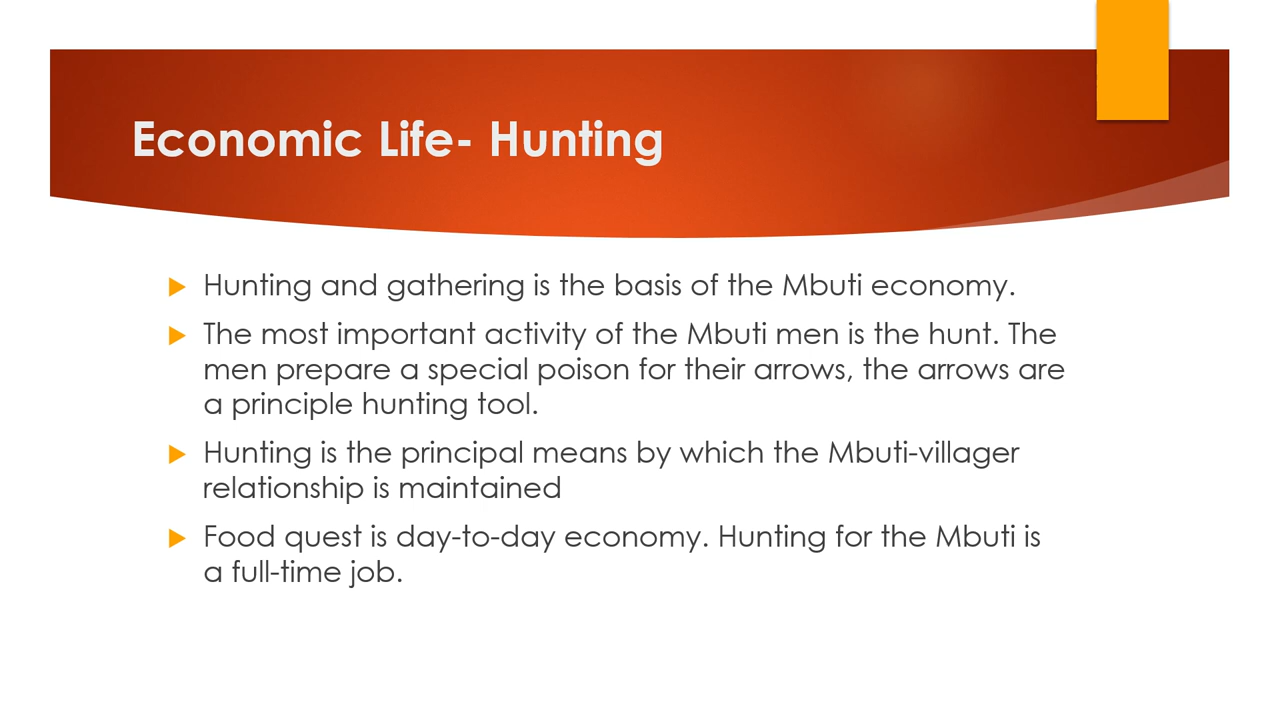 Economic Life- Hunting
Hunting and gathering is the basis of the Mbuti economy.
The most important activity of the Mbuti men is the hunt. The
men prepare a special poison for their arrows, the arrows are
a principle hunting tool.
Hunting is the principal means by which the Mbuti-villager
relationship is maintained
Food quest is day-to-day economy. Hunting for the Mbuti is
a full-time job.